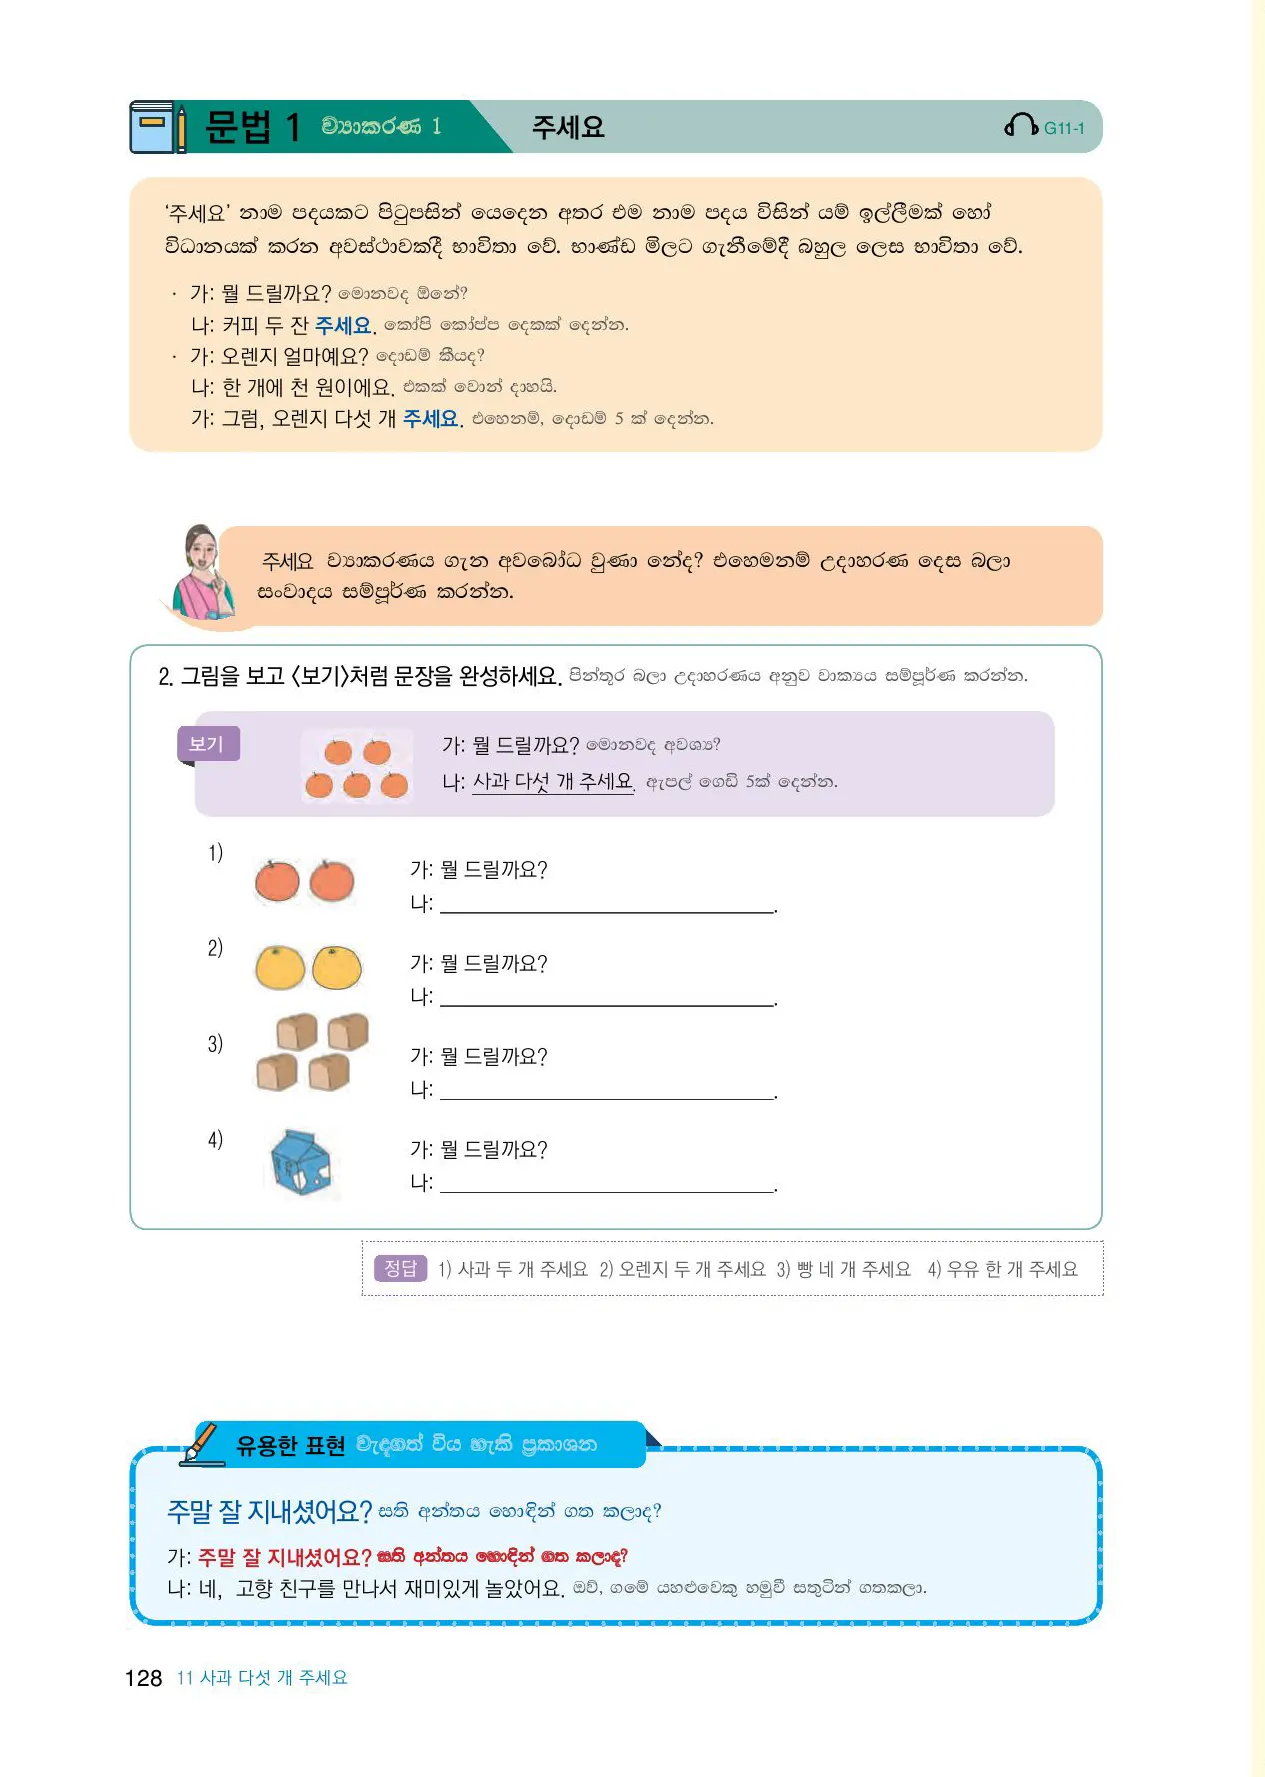 문법 1 ව්‍යාකරණ 1 주세요 G11-1
‘주세요’ නාම පදයකට පිටුපසින් යෙදෙන අතර එම නාම පදය විසින් යම් ඉල්ලීමක් හෝ
විධානයක් කරන අවස්ථාවකදී භාවිතා වේ. භාණ්ඩ මිලට ගැනීමේදී බහුල ලෙස භාවිතා වේ.
· 가: 뭘 드릴까요? මොනවද ඕනේ?
나: 커피 두 잔 주세요. කෝපි කෝප්ප දෙකක් දෙන්න.
· 가: 오렌지 얼마예요? දොඩම් කීයද?
나: 한 개에 천 원이에요. එකක් වොන් දාහයි.
가: 그럼, 오렌지 다섯 개 주세요. එහෙනම්, දොඩම් 5 ක් දෙන්න.
주세요 ව්‍යාකරණය ගැන අවබෝධ වුණා නේද? එහෙමනම් උදාහරණ දෙස බලා
සංවාදය සම්පූර්ණ කරන්න.
2. 그림을 보고 〈보기〉처럼 문장을 완성하세요. පින්තූර බලා උදාහරණය අනුව වාක්‍යය සම්පූර්ණ කරන්න.
보기
가: 뭘 드릴까요? මොනවද අවශ්‍ය?
나: 사과 다섯 개 주세요. ඇපල් ගෙඩි 5ක් දෙන්න.
1)
가: 뭘 드릴까요?
나: ______________________.
2)
가: 뭘 드릴까요?
나: ______________________.
3)
가: 뭘 드릴까요?
나: ______________________.
4)
가: 뭘 드릴까요?
나: ______________________.
정답 1) 사과 두 개 주세요 2) 오렌지 두 개 주세요 3) 빵 네 개 주세요 4) 우유 한 개 주세요
유용한 표현 වැදගත් විය හැකි ප්‍රකාශන
주말 잘 지내셨어요? සති අන්තය හොඳින් ගත කලාද?
가: 주말 잘 지내셨어요? සති අන්තය හොඳින් ගත කලාද?
나: 네, 고향 친구를 만나서 재미있게 놀았어요. ඔව්, ගමේ යහළුවෙකු හමුවී සතුටින් ගතකලා.
128 11 사과 다섯 개 주세요